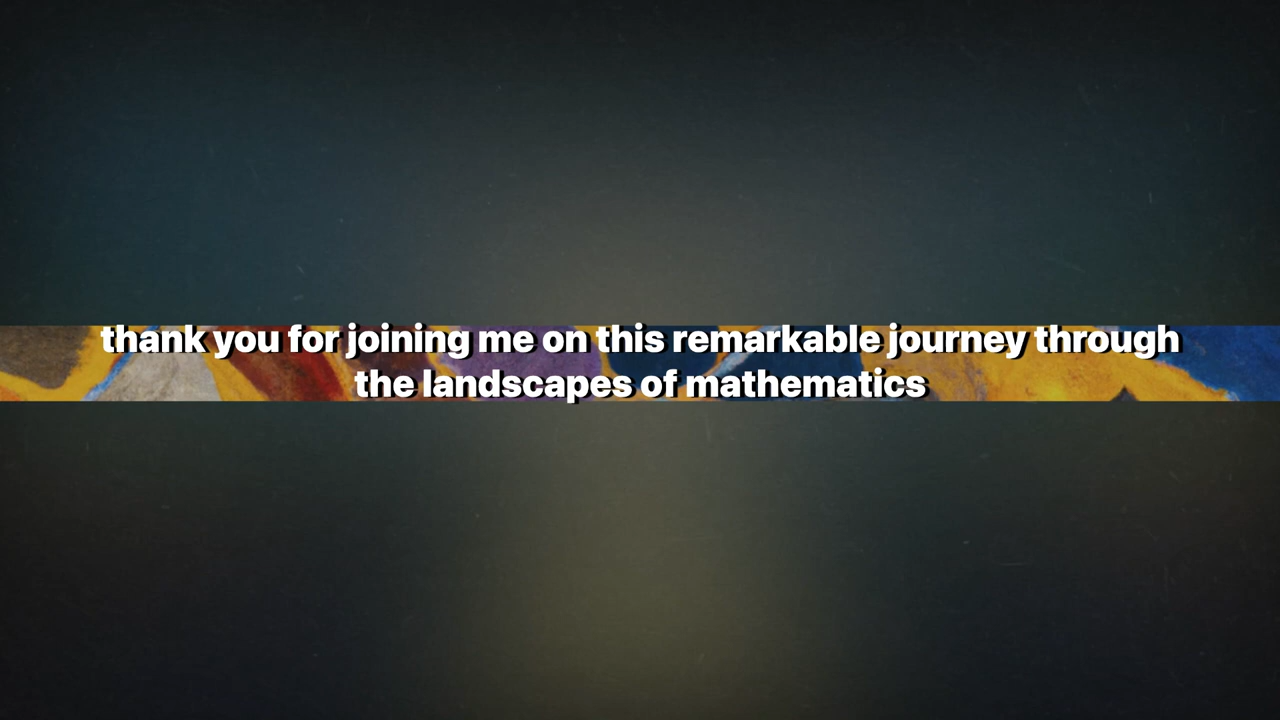 thank you for joining me on this remarkable journey through
the landscapes of mathematics